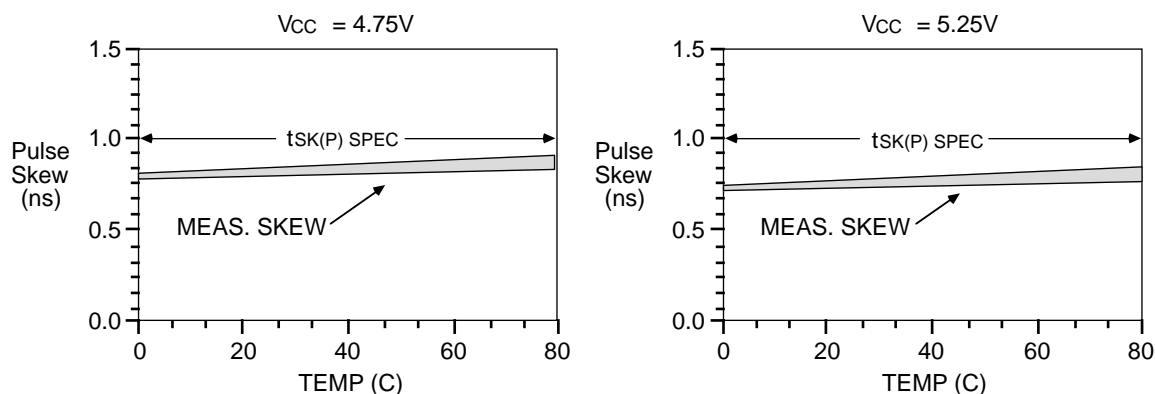 VCC = 4.75V
1.5
1.0
0.5
0.0
Pulse
Skew
(ns)
tSK(P) SPEC
MEAS. SKEW
0 20 40 60 80
TEMP (C)
VCC = 5.25V
1.5
1.0
0.5
0.0
Pulse
Skew
(ns)
tSK(P) SPEC
MEAS. SKEW
0 20 40 60 80
TEMP (C)